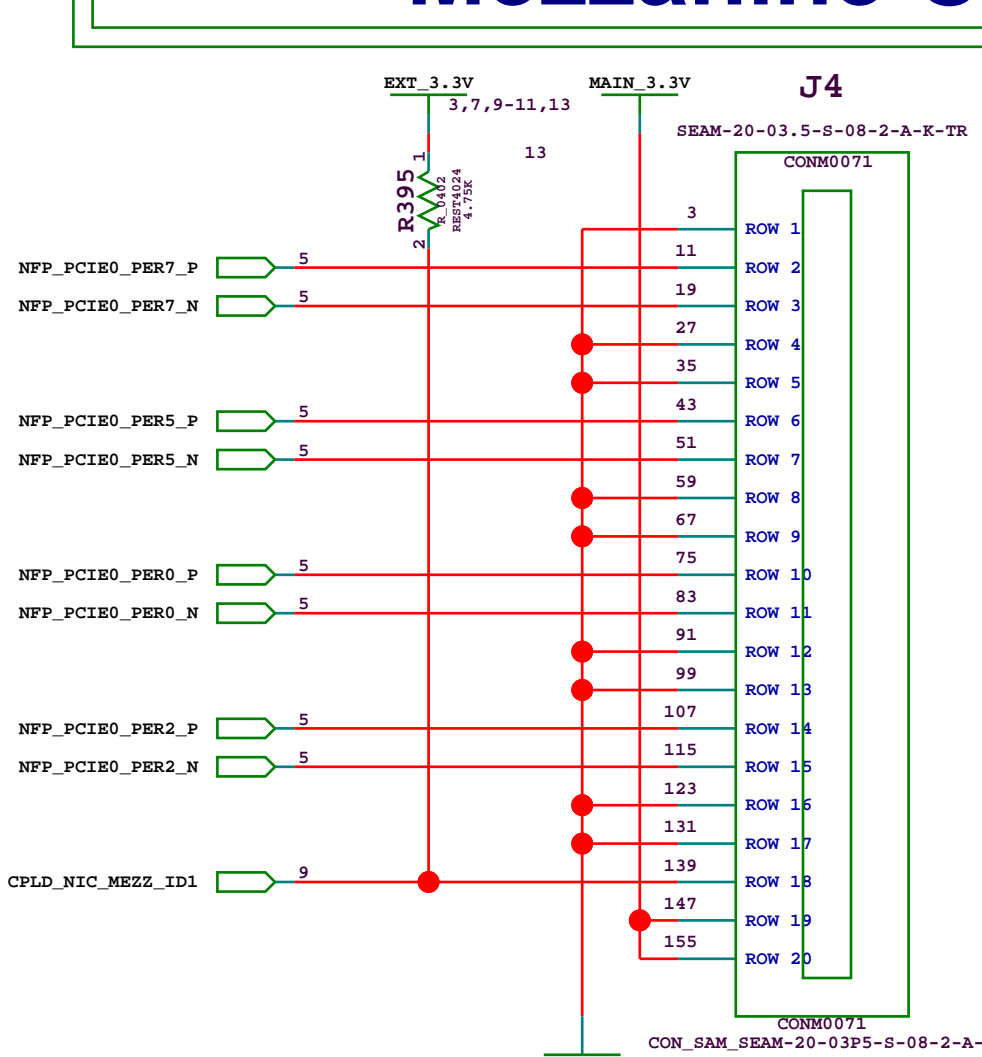 EXT_3.3V
3,7,9-11,13
MAIN_3.3V
13
J4
SEAM-20-03.5-S-08-2-A-K-TR
CONM0071
1
R395
R_0402
REST4024
4.75K
2
3 ROW 1
NFP_PCIE0_PER7_P 5 11 ROW 2
NFP_PCIE0_PER7_N 5 19 ROW 3
27 ROW 4
35 ROW 5
NFP_PCIE0_PER5_P 5 43 ROW 6
NFP_PCIE0_PER5_N 5 51 ROW 7
59 ROW 8
67 ROW 9
NFP_PCIE0_PER0_P 5 75 ROW 10
NFP_PCIE0_PER0_N 5 83 ROW 11
91 ROW 12
99 ROW 13
NFP_PCIE0_PER2_P 5 107 ROW 14
NFP_PCIE0_PER2_N 5 115 ROW 15
123 ROW 16
131 ROW 17
CPLD_NIC_MEZZ_ID1 9 139 ROW 18
147 ROW 19
155 ROW 20
CONM0071
CON_SAM_SEAM-20-03P5-S-08-2-A-